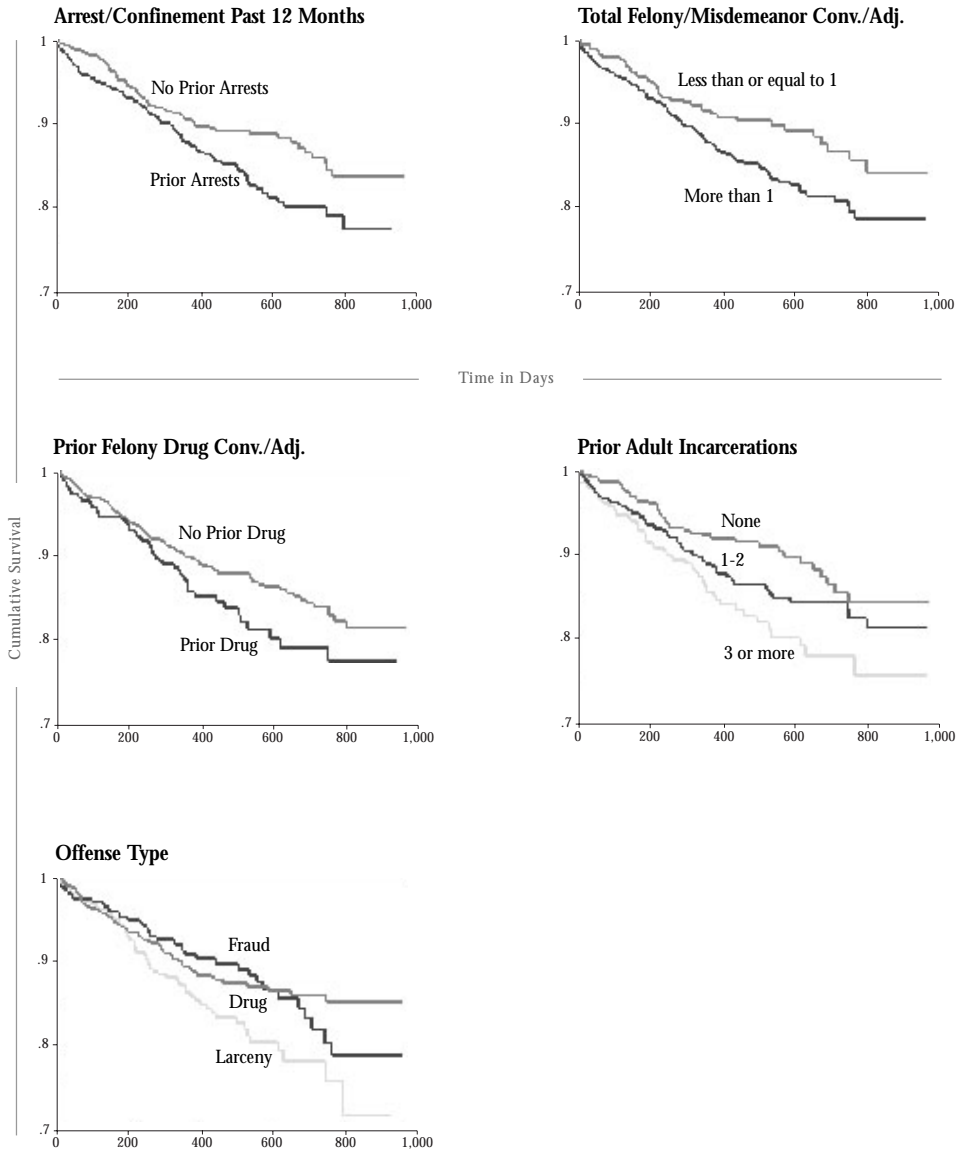 Arrest/Confinement Past 12 Months
1
.9
.8
.7
No Prior Arrests
Prior Arrests
0 200 400 600 800 1,000
Total Felony/Misdemeanor Conv./Adj.
1
.9
.8
.7
Less than or equal to 1
More than 1
0 200 400 600 800 1,000
Time in Days
Cumulative Survival
Prior Felony Drug Conv./Adj.
1
.9
.8
.7
No Prior Drug
Prior Drug
0 200 400 600 800 1,000
Prior Adult Incarcerations
1
.9
.8
.7
None
1-2
3 or more
0 200 400 600 800 1,000
Offense Type
1
.9
.8
.7
Fraud
Drug
Larceny
0 200 400 600 800 1,000